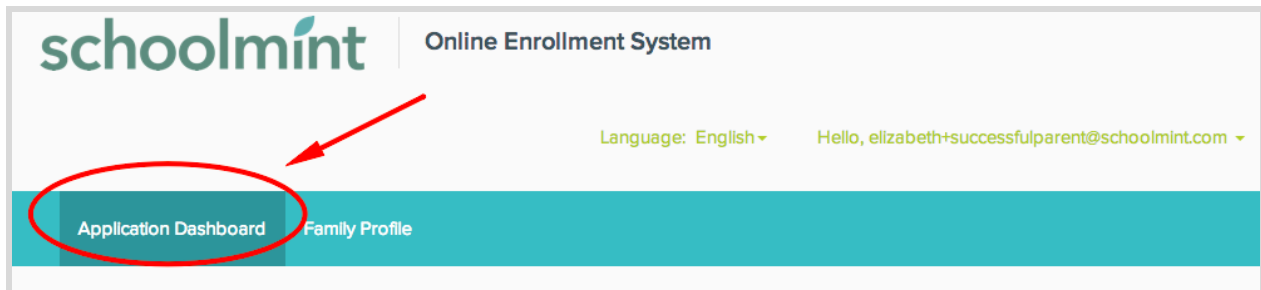 schoolmint
Online Enrollment System
Language: English
Hello, elizabeth+successfulparent@schoolmint.com
Application Dashboard
Family Profile